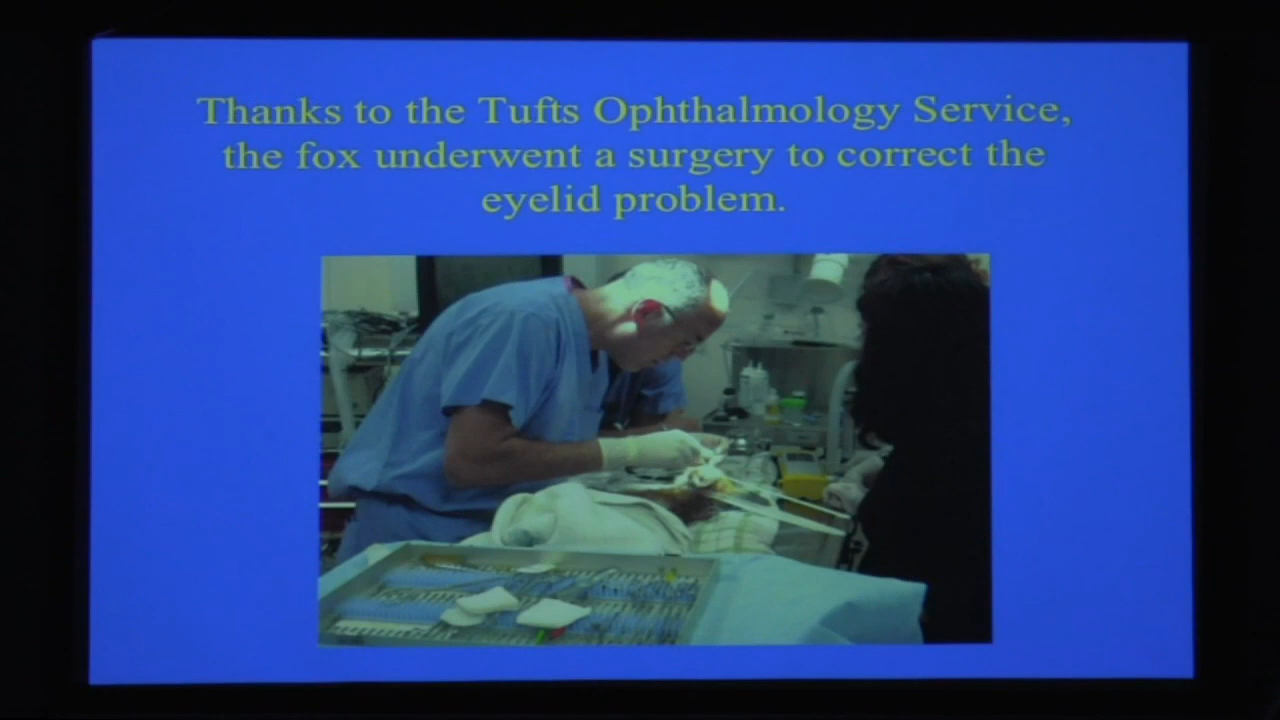 Thanks to the Tufts Ophthalmology Service,
the fox underwent a surgery to correct the
eyelid problem.